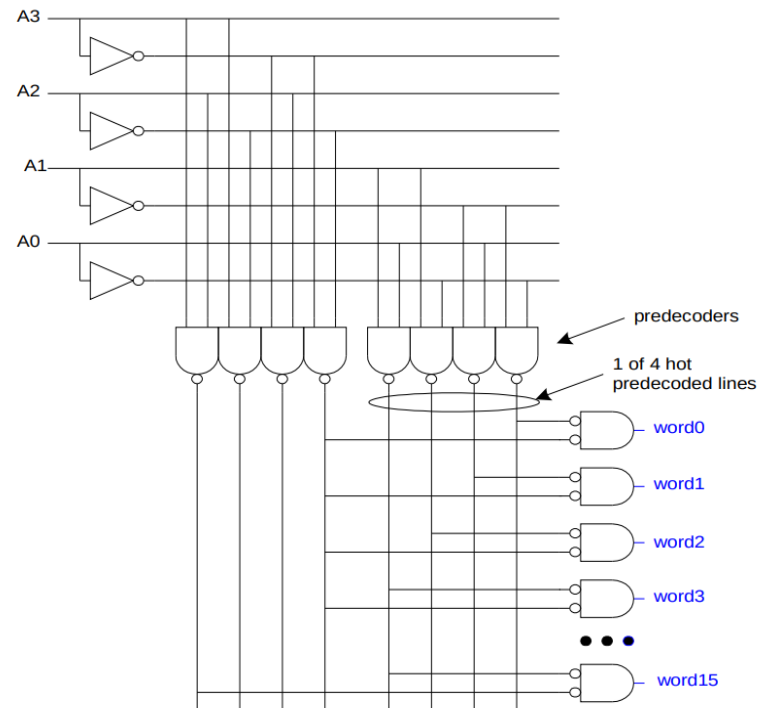 A3
A2
A1
A0
predecoders
1 of 4 hot
predecoded lines
word0
word1
word2
word3
word15